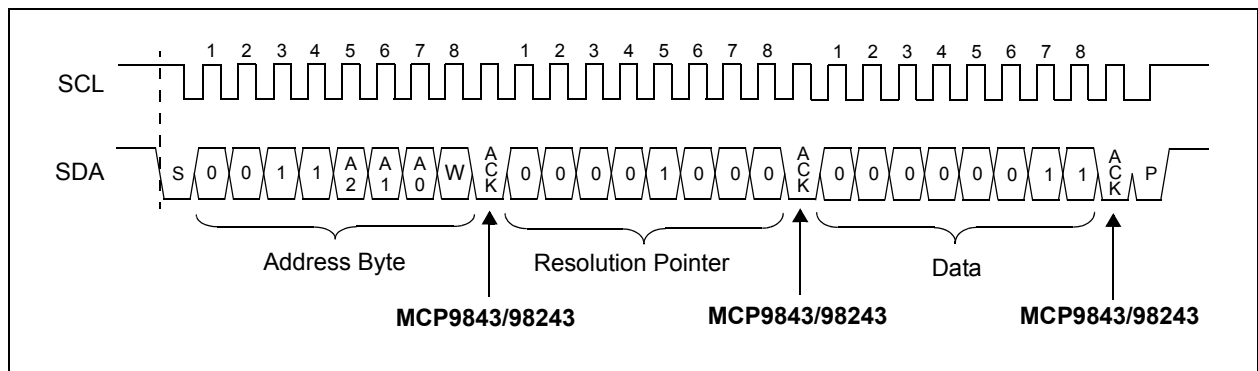 1 2 3 4 5 6 7 8 1 2 3 4 5 6 7 8 1 2 3 4 5 6 7 8
SCL
SDA S 0 0 1 1 A2 A1 A0 W ACK 0 0 0 0 1 0 0 0 ACK 0 0 0 0 0 0 1 1 ACK P
Address Byte Resolution Pointer Data
MCP9843/98243 MCP9843/98243 MCP9843/98243